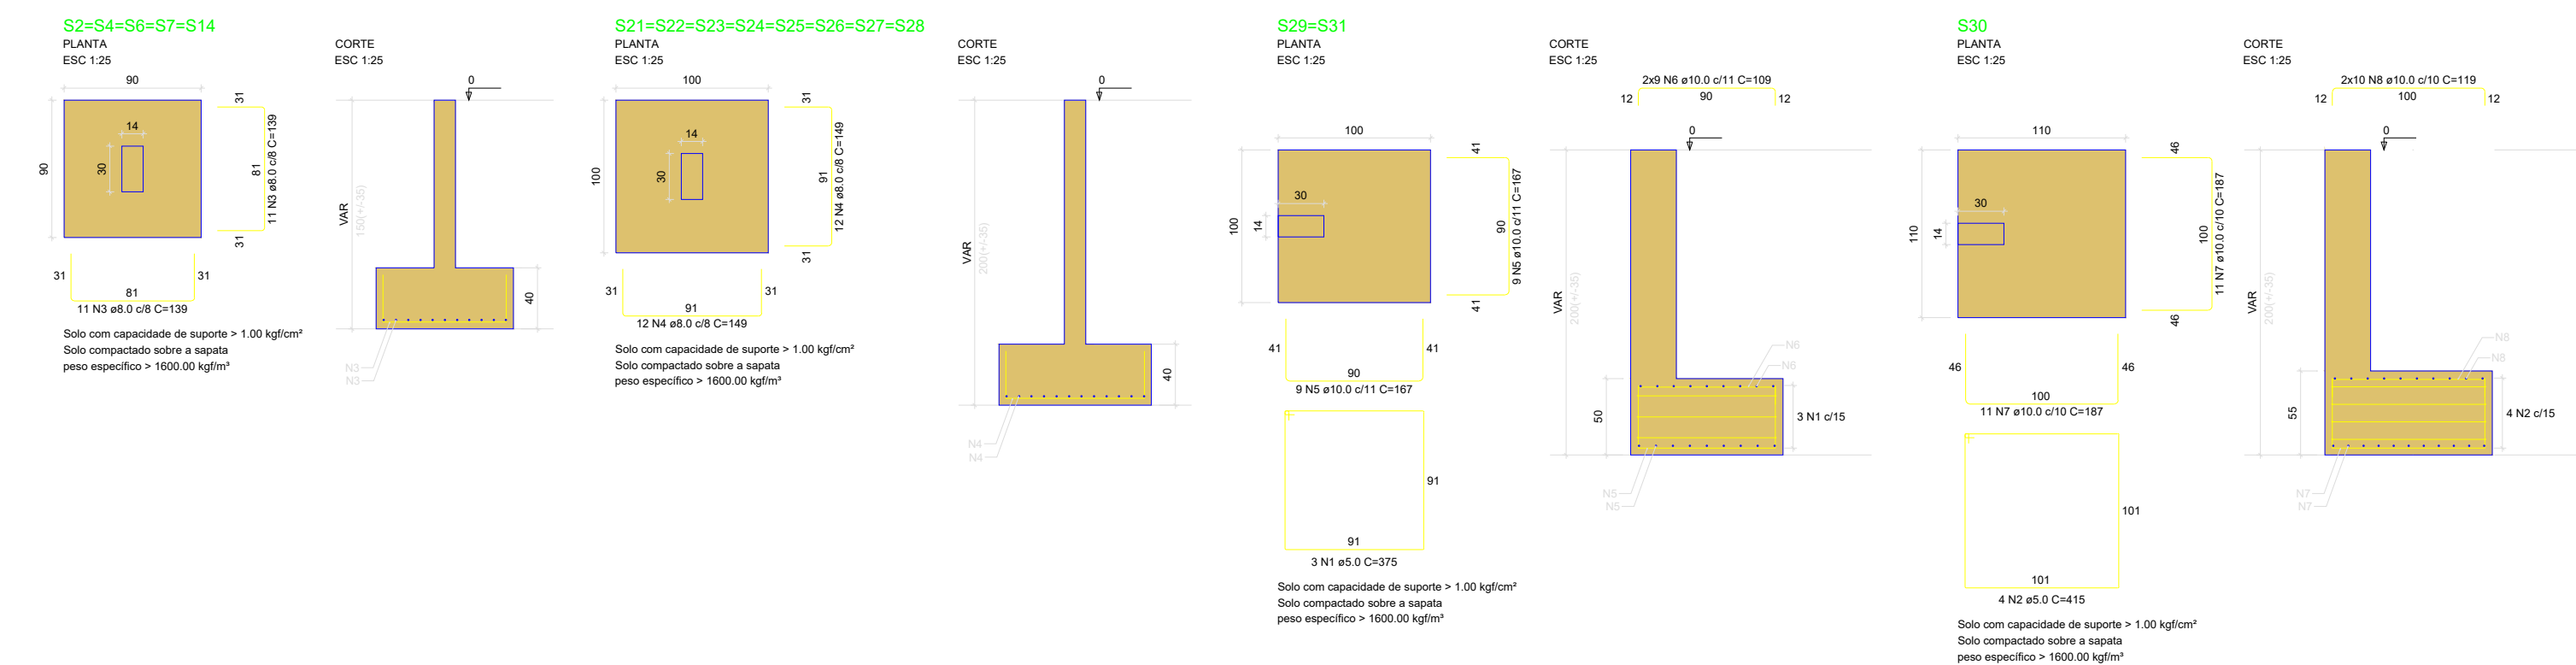 S2=S4=S6=S7=S14
PLANTA
ESC 1:25
90
90
14
30
31
81
31
11 N3 ø8.0 c/8 C=139
31
81
31
11 N3 ø8.0 c/8 C=139
Solo com capacidade de suporte > 1.00 kgf/cm²
Solo compactado sobre a sapata
peso específico > 1600.00 kgf/m³
CORTE
ESC 1:25
0
VAR
150(+/-35)
40
N3
N3
S21=S22=S23=S24=S25=S26=S27=S28
PLANTA
ESC 1:25
100
100
14
30
31
91
31
12 N4 ø8.0 c/8 C=149
31
91
31
12 N4 ø8.0 c/8 C=149
Solo com capacidade de suporte > 1.00 kgf/cm²
Solo compactado sobre a sapata
peso específico > 1600.00 kgf/m³
CORTE
ESC 1:25
0
VAR
200(+/-35)
40
N4
N4
S29=S31
PLANTA
ESC 1:25
100
100
30
14
41
90
41
9 N5 ø10.0 c/11 C=167
41
90
41
9 N5 ø10.0 c/11 C=167
91
91
3 N1 ø5.0 C=375
Solo com capacidade de suporte > 1.00 kgf/cm²
Solo compactado sobre a sapata
peso específico > 1600.00 kgf/m³
CORTE
ESC 1:25
2x9 N6 ø10.0 c/11 C=109
12
90
12
0
VAR
200(+/-35)
N6
N6
50
3 N1 c/15
N5
N5
S30
PLANTA
ESC 1:25
110
110
30
14
46
100
46
11 N7 ø10.0 c/10 C=187
46
100
46
11 N7 ø10.0 c/10 C=187
101
101
4 N2 ø5.0 C=415
Solo com capacidade de suporte > 1.00 kgf/cm²
Solo compactado sobre a sapata
peso específico > 1600.00 kgf/m³
CORTE
ESC 1:25
2x10 N8 ø10.0 c/10 C=119
12
100
12
0
VAR
200(+/-35)
N8
N8
55
4 N2 c/15
N7
N7